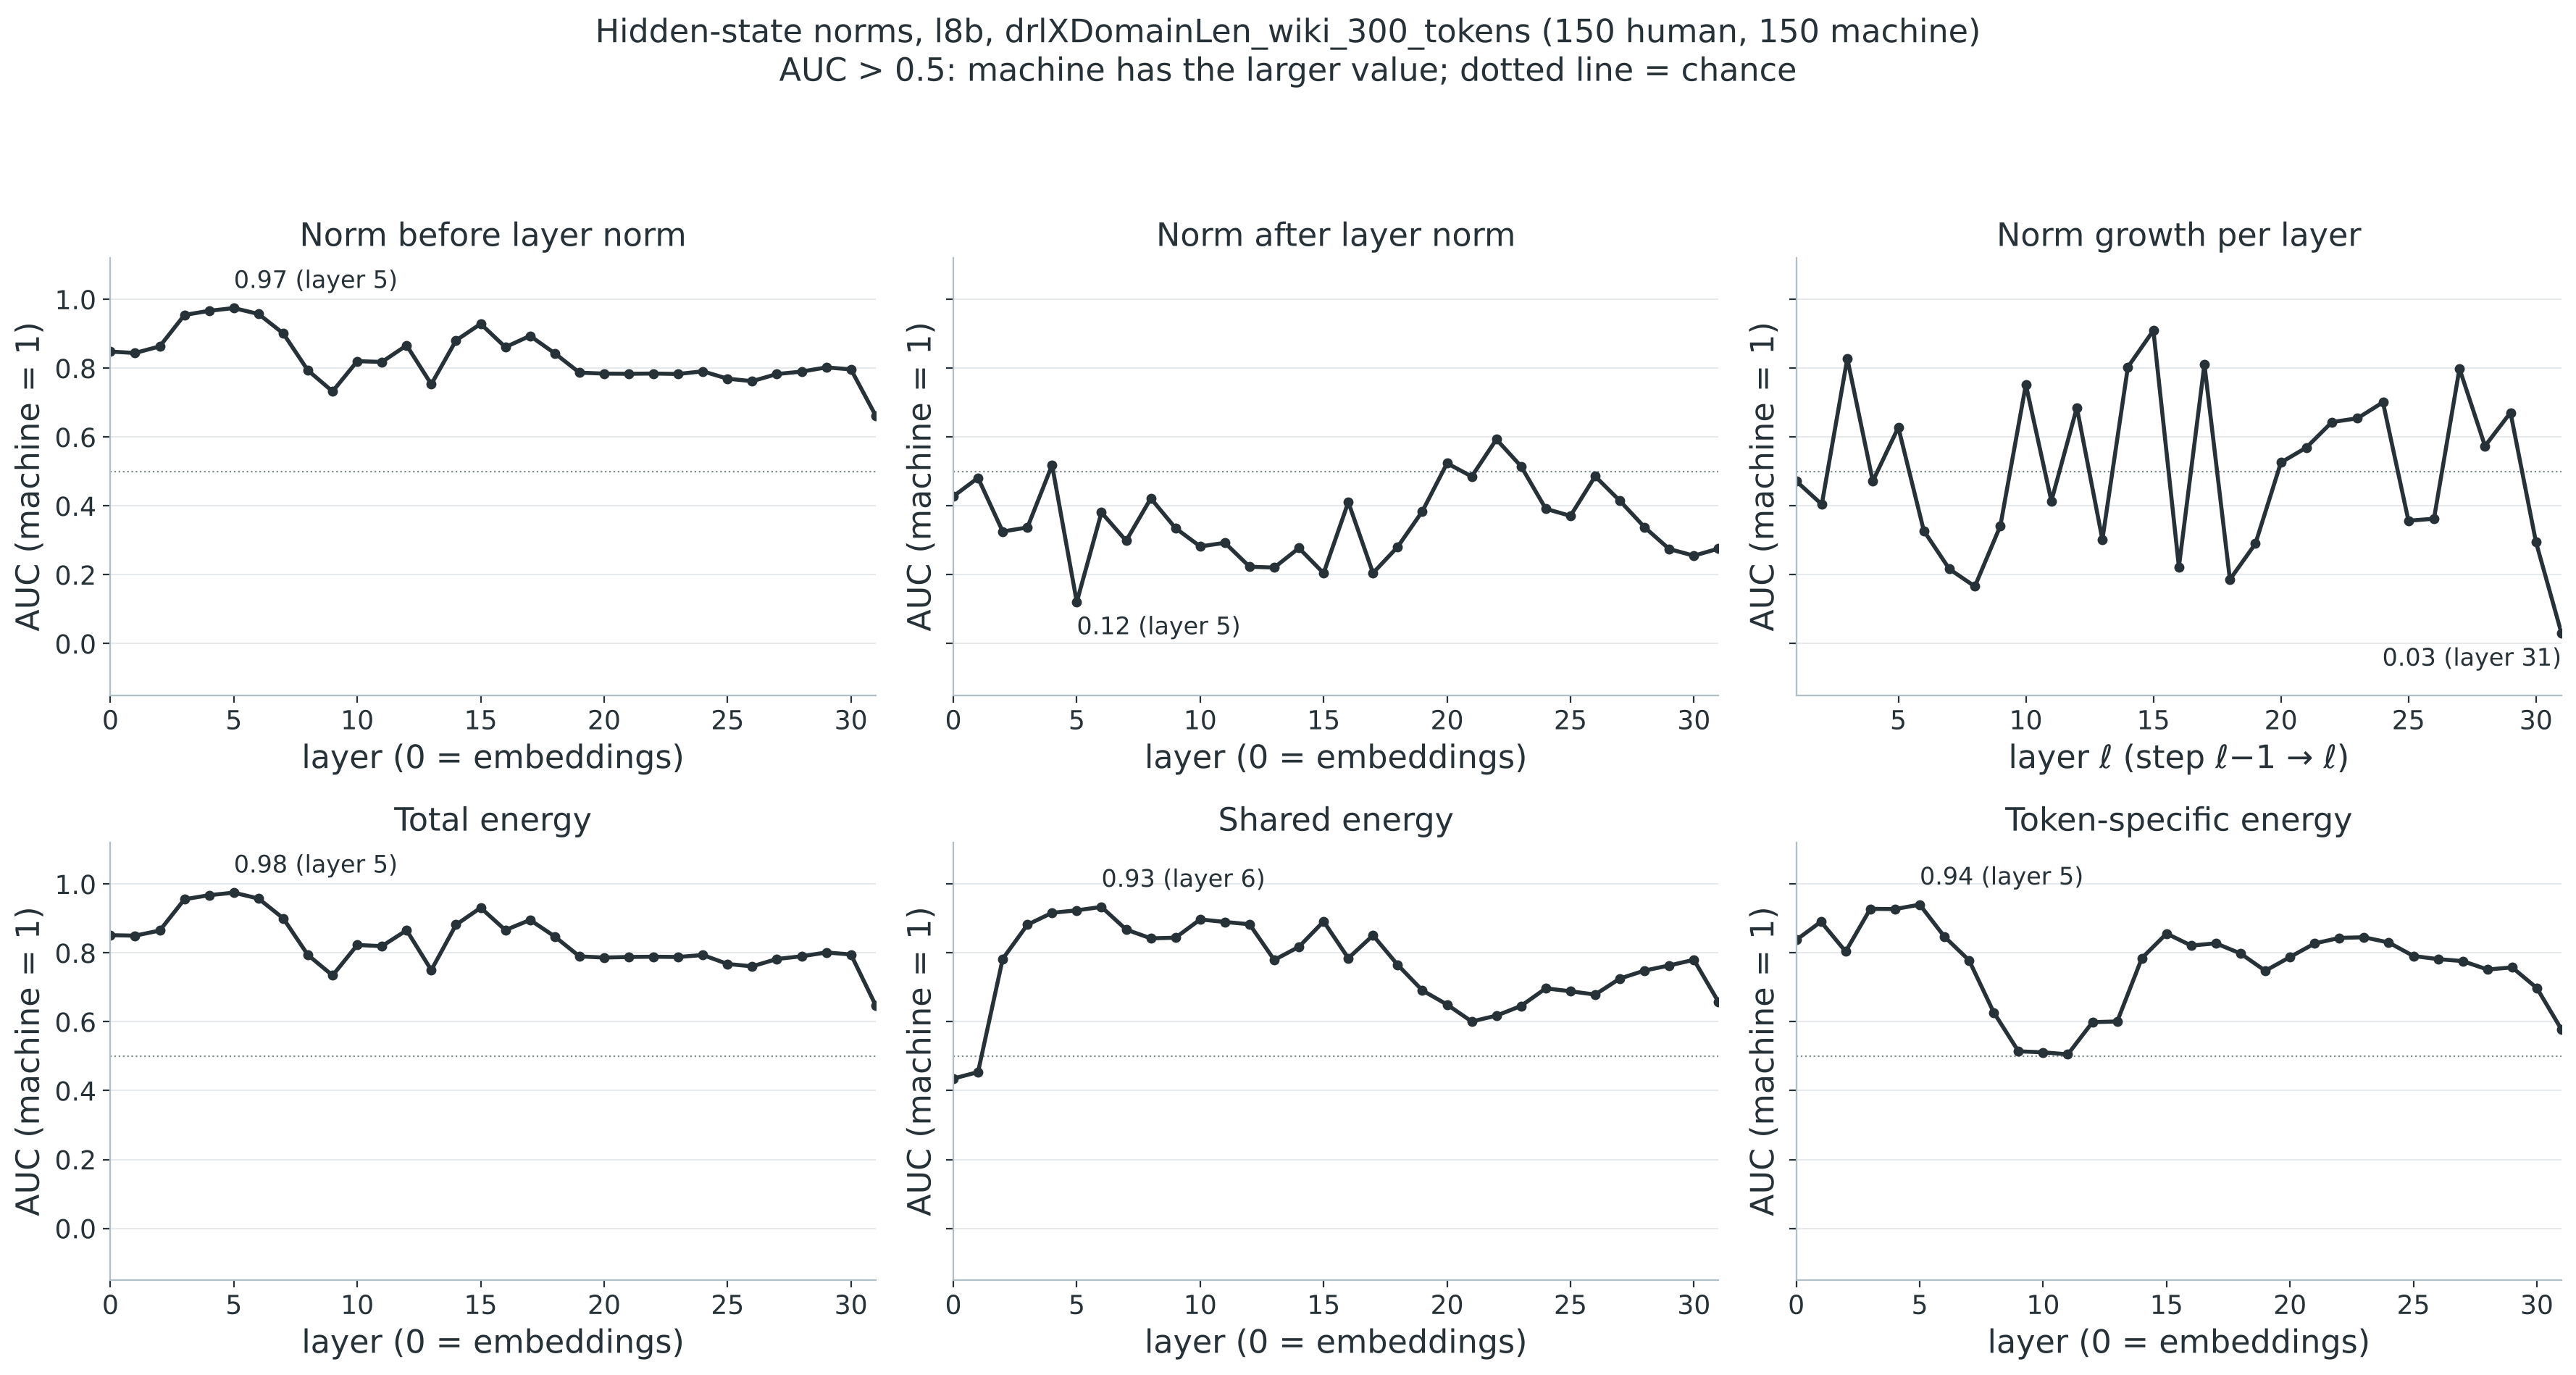 Hidden-state norms, l8b, drlXDomainLen_wiki_300_tokens (150 human, 150 machine)
AUC > 0.5: machine has the larger value; dotted line = chance
Norm before layer norm
0.97 (layer 5)
AUC (machine = 1)
1.0
0.8
0.6
0.4
0.2
0.0
0 5 10 15 20 25 30
layer (0 = embeddings)
Norm after layer norm
AUC (machine = 1)
0.12 (layer 5)
0 5 10 15 20 25 30
layer (0 = embeddings)
Norm growth per layer
AUC (machine = 1)
0.03 (layer 31)
5 10 15 20 25 30
layer ℓ (step ℓ−1 → ℓ)
Total energy
0.98 (layer 5)
AUC (machine = 1)
1.0
0.8
0.6
0.4
0.2
0.0
0 5 10 15 20 25 30
layer (0 = embeddings)
Shared energy
0.93 (layer 6)
AUC (machine = 1)
0 5 10 15 20 25 30
layer (0 = embeddings)
Token-specific energy
0.94 (layer 5)
AUC (machine = 1)
0 5 10 15 20 25 30
layer (0 = embeddings)